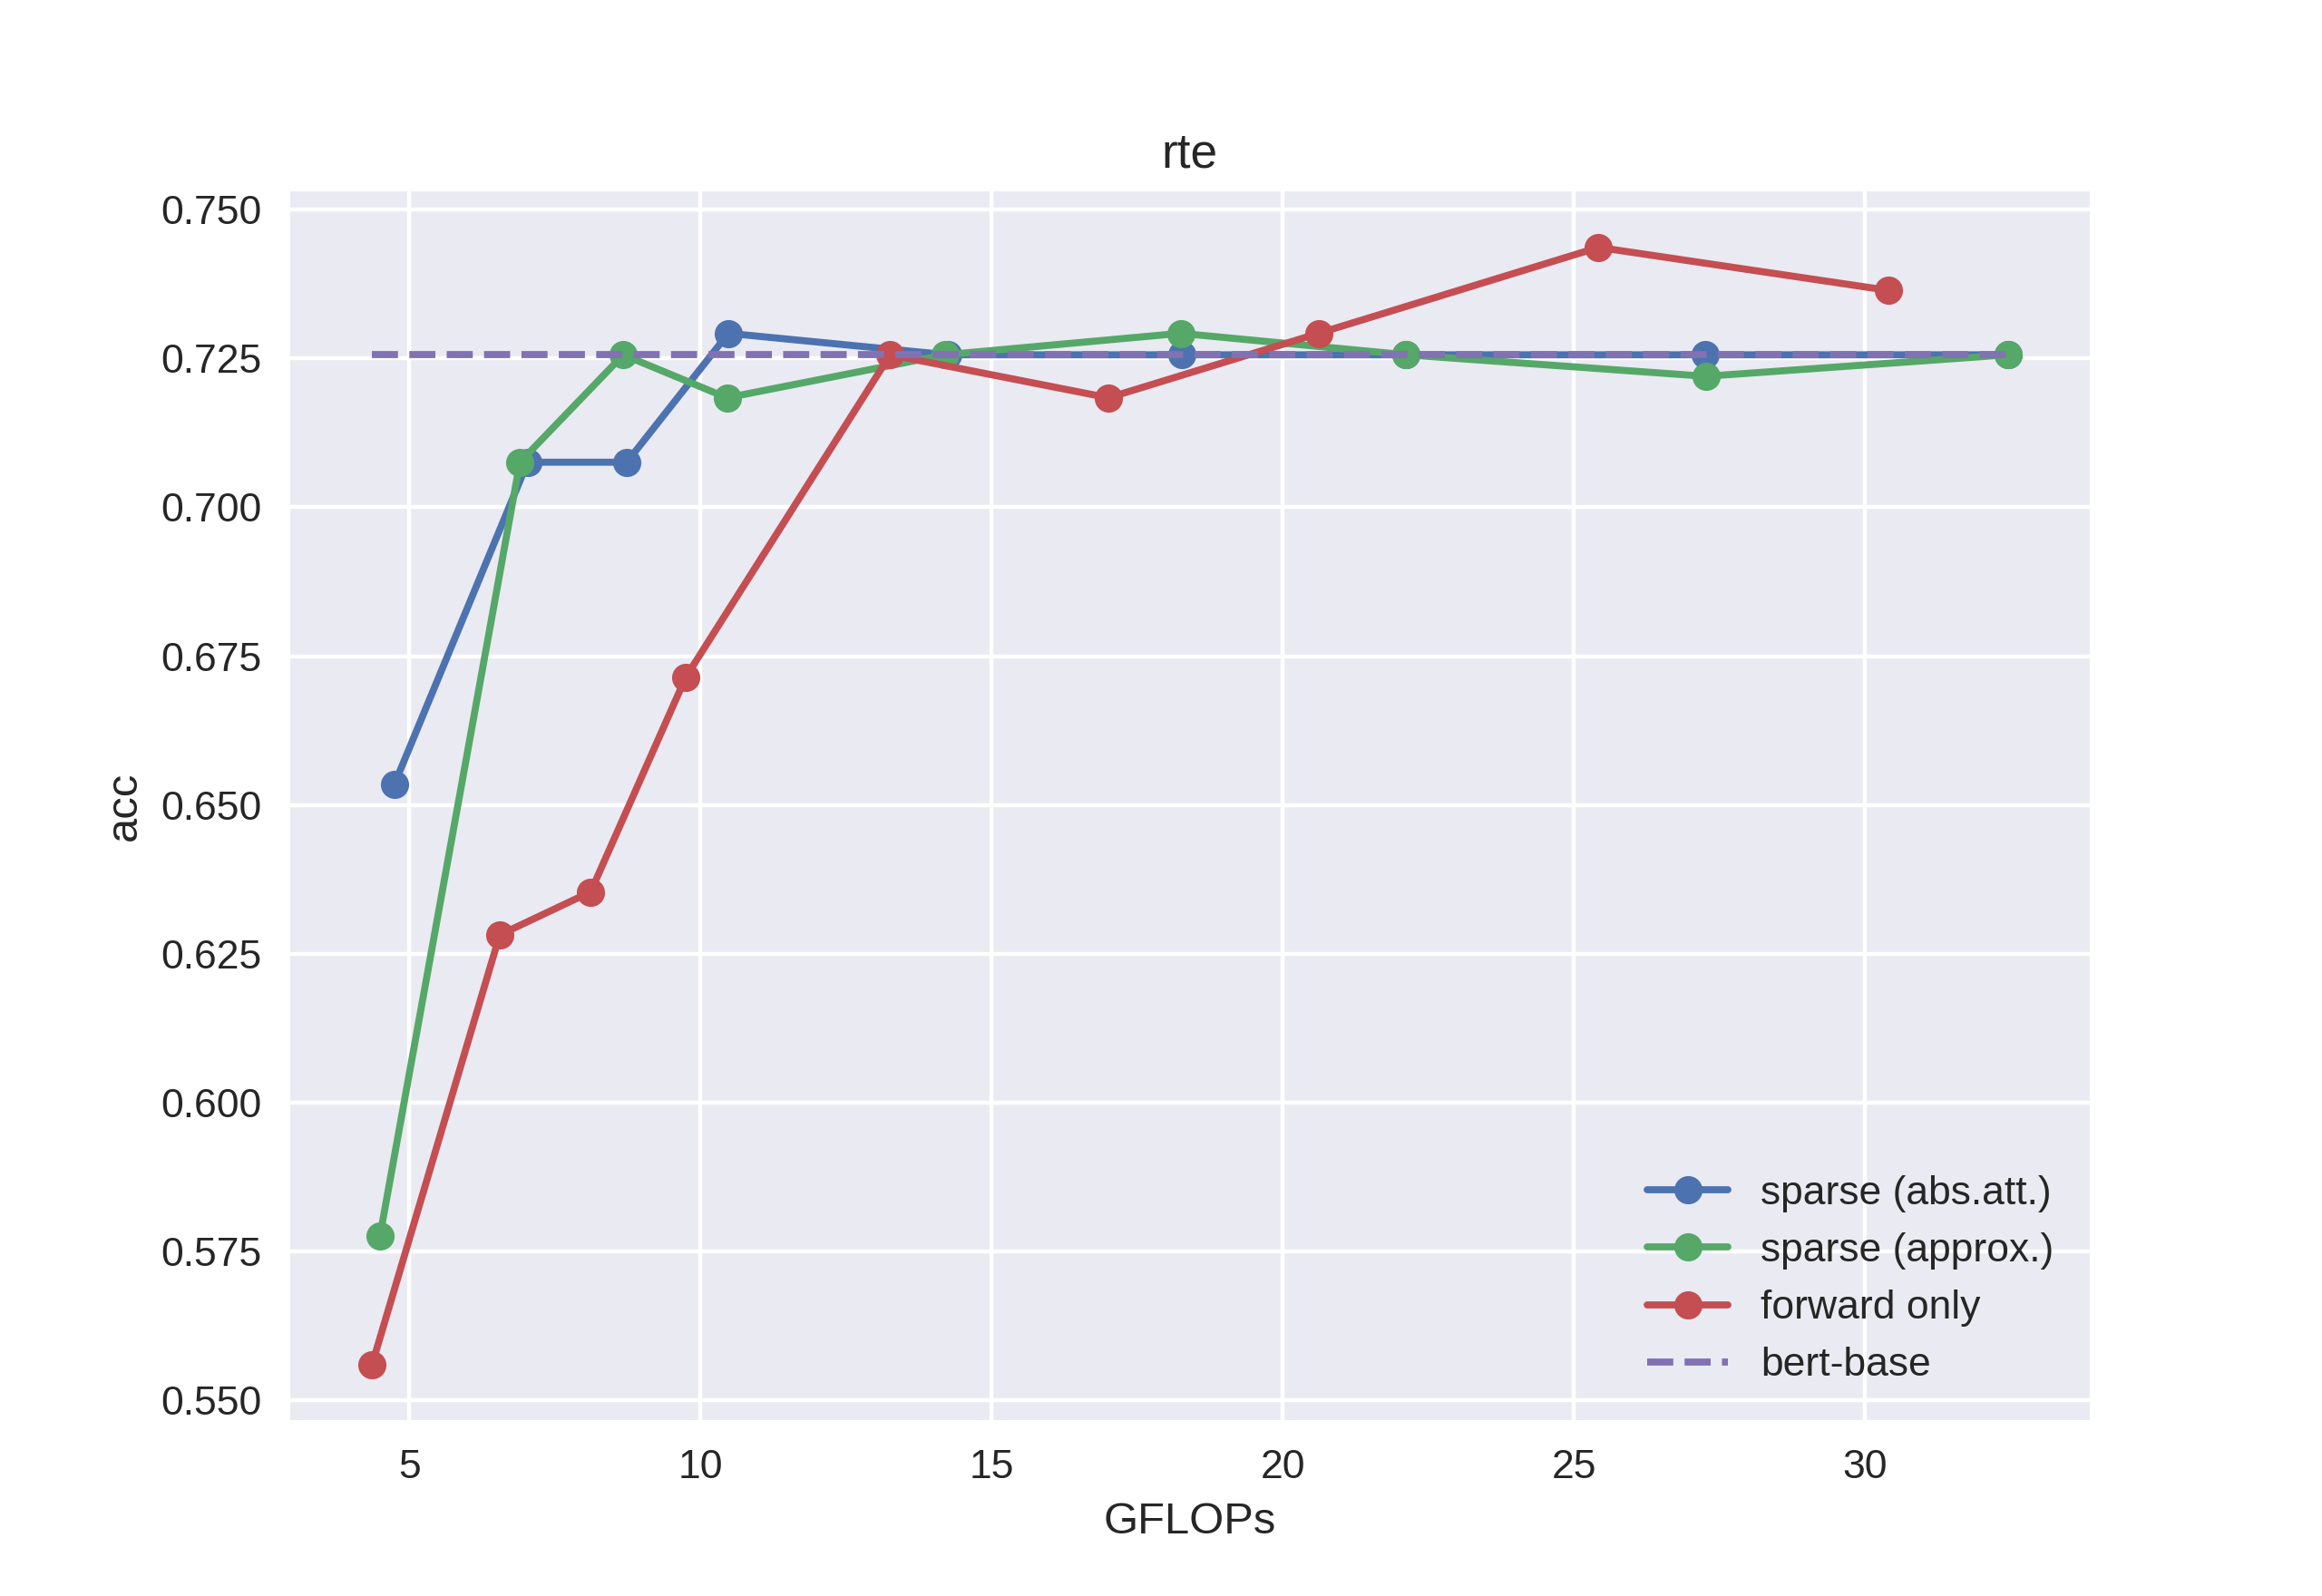 rte
0.750
0.725
0.700
0.675
0.650
0.625
0.600
0.575
0.550
acc
sparse (abs.att.)
sparse (approx.)
forward only
bert-base
5 10 15 20 25 30
GFLOPs